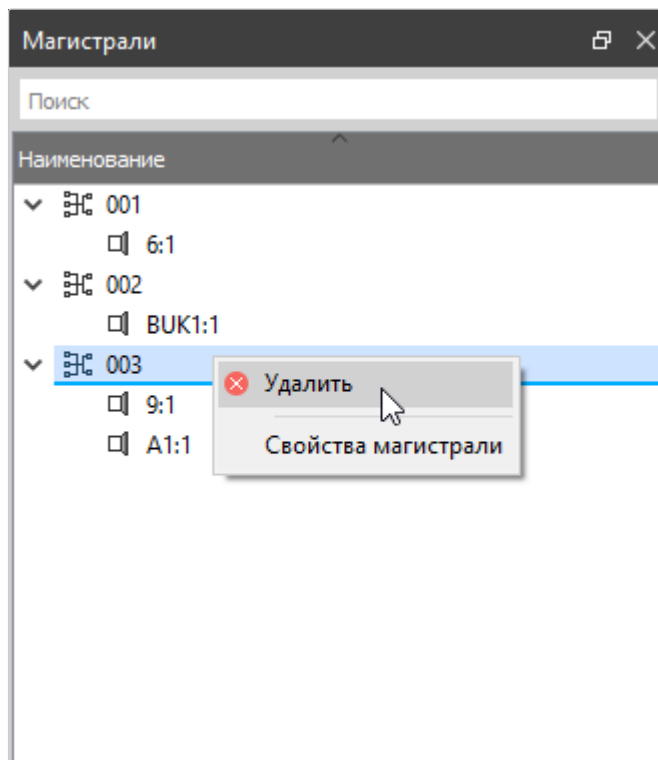 Магистрали
Поиск
Наименование
001
6:1
002
BUK1:1
003
Удалить
9:1
A1:1
Свойства магистрали